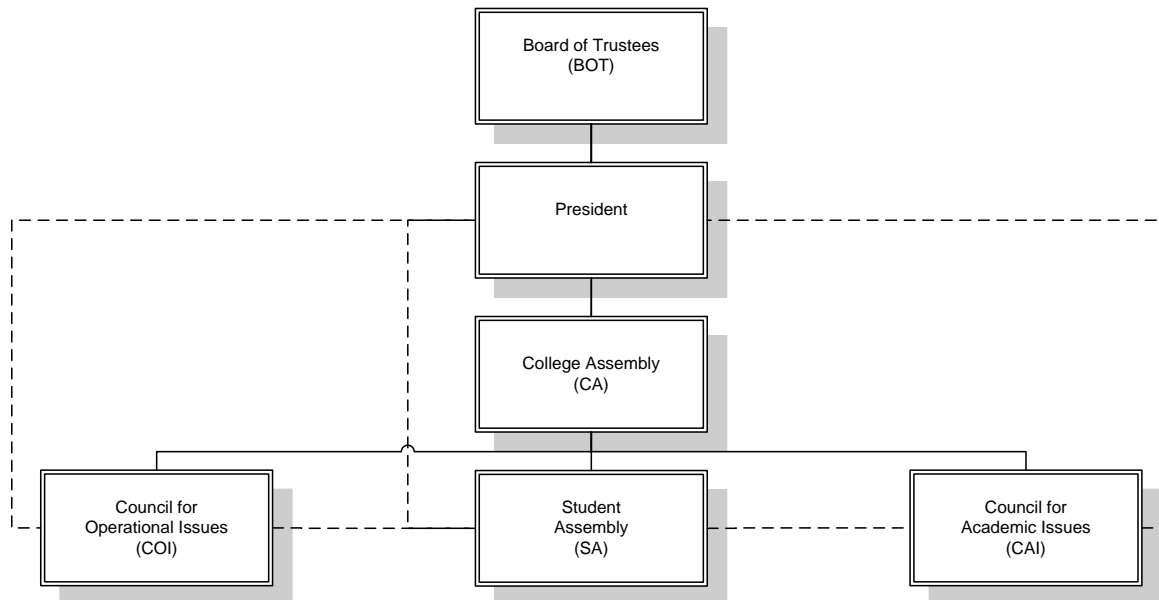 Board of Trustees
(BOT)
President
College Assembly
(CA)
Council for
Operational Issues
(COI)
Student
Assembly
(SA)
Council for
Academic Issues
(CAI)